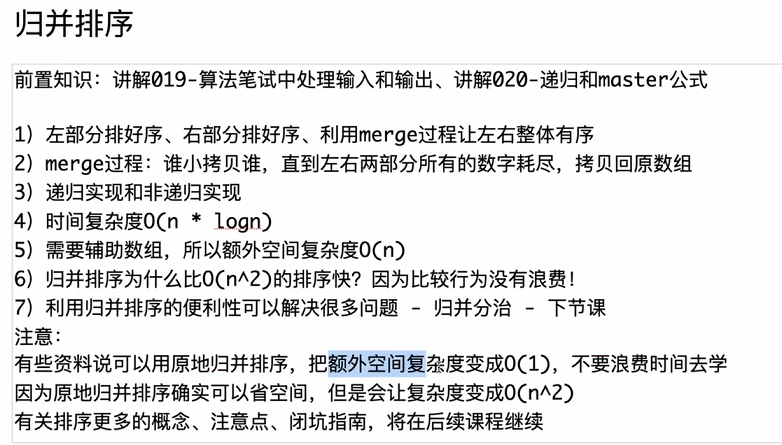 归并排序
前置知识：讲解019-算法笔试中处理输入和输出、讲解020-递归和master公式
1）左部分排好序、右部分排好序、利用merge过程让左右整体有序
2）merge过程：谁小拷贝谁，直到左右两部分所有的数字耗尽，拷贝回原数组
3）递归实现和非递归实现
4）时间复杂度O(n * logn)
5）需要辅助数组，所以额外空间复杂度O(n)
6）归并排序为什么比O(n^2)的排序快？因为比较行为没有浪费！
7）利用归并排序的便利性可以解决很多问题 - 归并分治 - 下节课
注意：
有些资料说可以用原地归并排序，把额外空间复杂度变成O(1)，不要浪费时间去学
因为原地归并排序确实可以省空间，但是会让复杂度变成O(n^2)
有关排序更多的概念、注意点、闭坑指南，将在后续课程继续